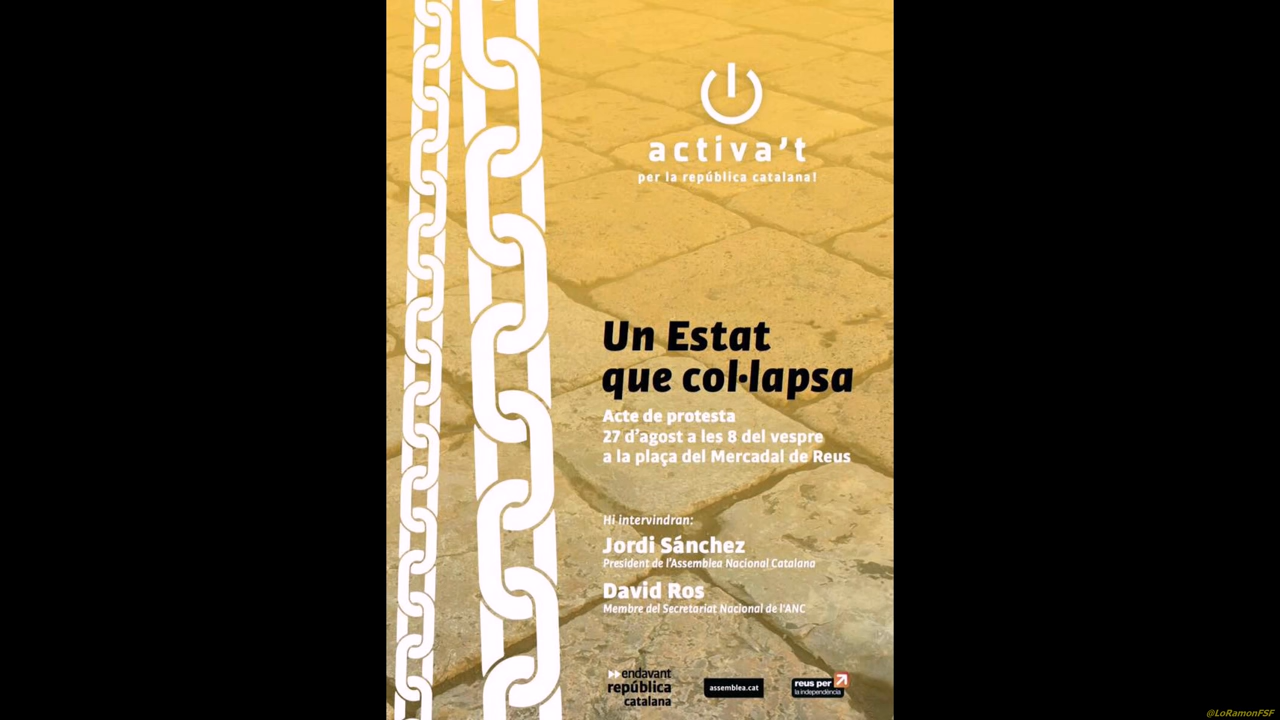 activa't
per la república catalana!
Un Estat
que col·lapsa
Acte de protesta
27 d'agost a les 8 del vespre
a la plaça del Mercadal de Reus
Hi intervindran:
Jordi Sánchez
President de l'Assemblea Nacional Catalana
David Ros
Membre del Secretariat Nacional de l'ANC
endavant
república
catalana
assemblea.cat
reus per
la independència
@LoRamonFSF